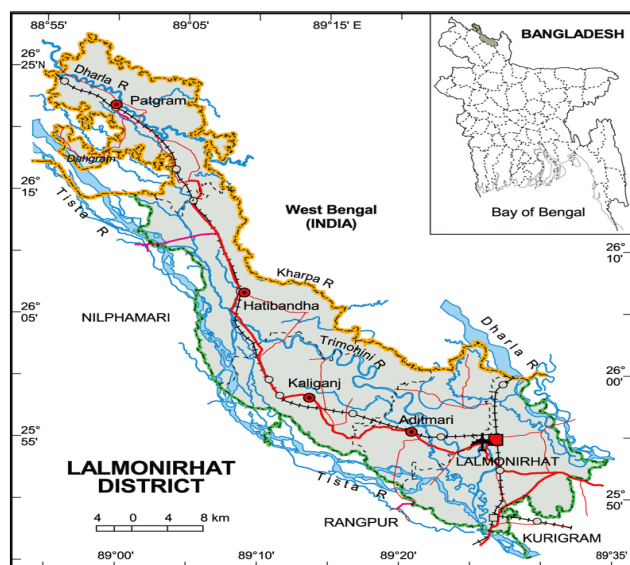 88°55' 89°05' 89°15' E
26°
25'N
BANGLADESH
Bay of Bengal
Dharla R
Patgram
Dahgram
26°
16'
Tista R
West Bengal
(INDIA)
26°
10'
Kharpa R
26°
05'
Hatibandha
NILPHAMARI
Dharla R
Trimohini R
26°
00'
Kaliganj
Aditmari
25°
55'
LALMONIRHAT
LALMONIRHAT
DISTRICT
Tista R
25°
50'
4 0 4 8 km
RANGPUR
KURIGRAM
89°00' 89°10' 89°20' 89°35'